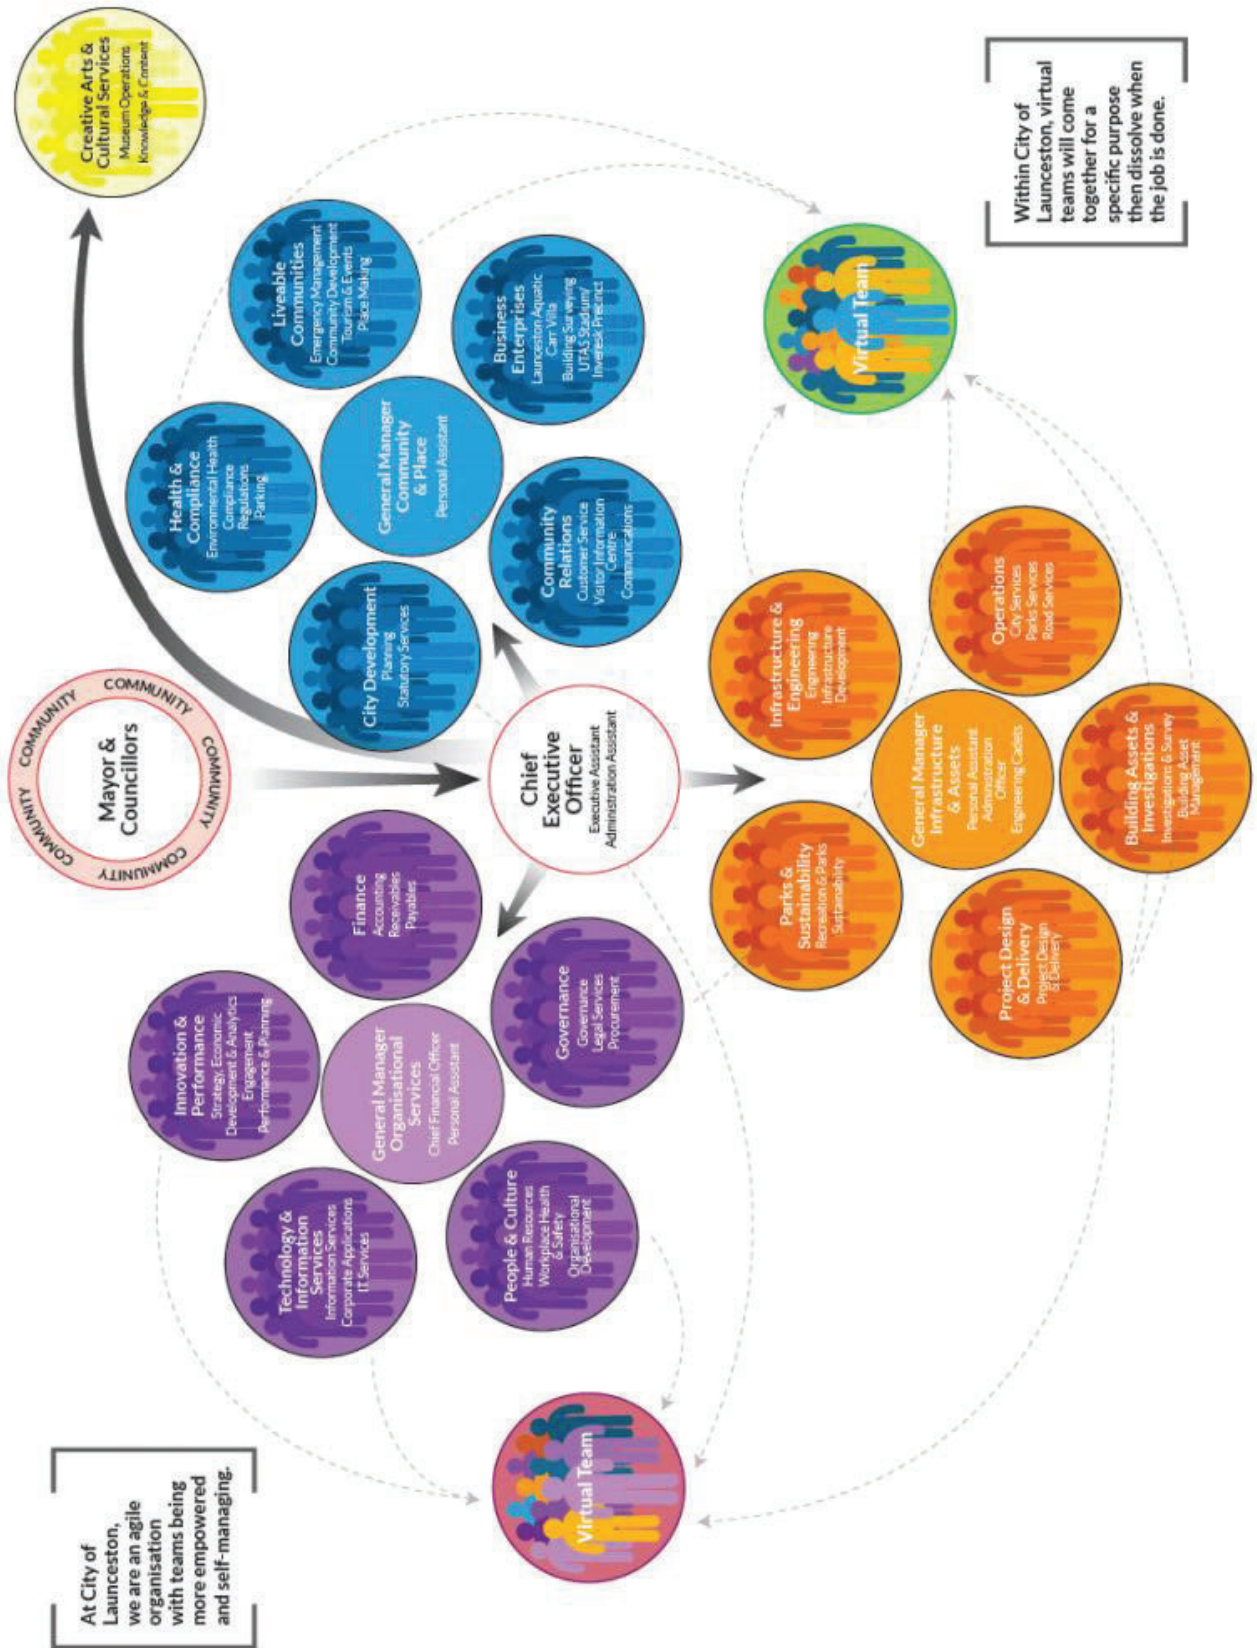 At City of
Launceston,
we are an agile
organisation
with teams being
more empowered
and self-managing.
COMMUNITY
COMMUNITY
COMMUNITY
COMMUNITY
COMMUNITY
COMMUNITY
Mayor &
Councillors
Creative Arts &
Cultural Services
Museum Operations
Knowledge & Content
Chief
Executive
Officer
Executive Assistant
Administration Assistant
Innovation &
Performance
Strategy, Economic
Development & Analytics
Engagement
Performance & Planning
Technology &
Information
Services
Information Services
Corporate Applications
IT Services
Finance
Accounting
Receivables
Payables
General Manager
Organisational
Services
Chief Financial Officer
Personal Assistant
People & Culture
Human Resources
Workplace Health
& Safety
Organisational
Development
Governance
Governance
Legal Services
Procurement
Health &
Compliance
Environmental Health
Compliance
Regulations
Parking
Liveable
Communities
Emergency Management
Community Development
Tourism & Events
Place Making
City Development
Planning
Statutory Services
General Manager
Community
& Place
Personal Assistant
Business
Enterprises
Launceston Aquatic
Carr Villa
Building Surveying
UTAS Stadium/
Inveresk Precinct
Community
Relations
Customer Service
Visitor Information
Centre
Communications
Virtual Team
Virtual Team
Parks &
Sustainability
Recreation & Parks
Sustainability
Infrastructure &
Engineering
Engineering
Infrastructure
Development
General Manager
Infrastructure
& Assets
Personal Assistant
Administration
Officer
Engineering Cadets
Project Design
& Delivery
Project Design
& Delivery
Operations
City Services
Parks Services
Road Services
Building Assets &
Investigations
Investigations & Survey
Building Asset
Management
Within City of
Launceston, virtual
teams will come
together for a
specific purpose
then dissolve when
the job is done.